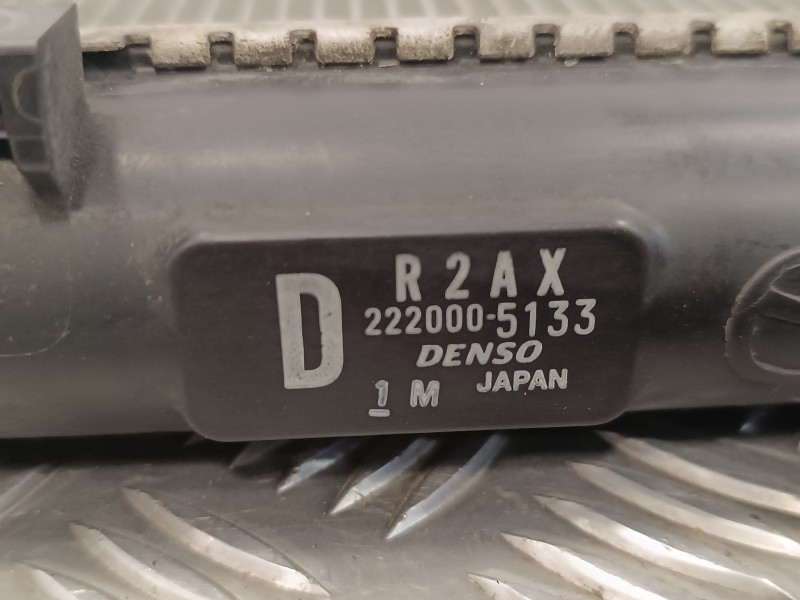 D
R2AX
222000-5133
DENSO
1 M JAPAN